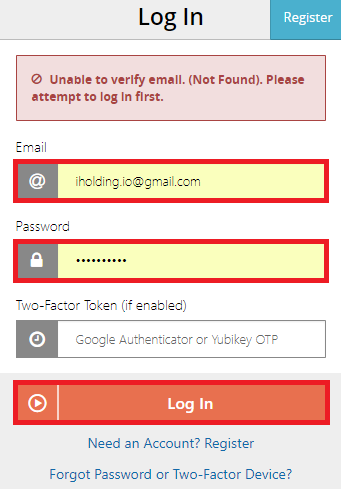 Log In
Register
Unable to verify email. (Not Found). Please
attempt to log in first.
Email
@
iholding.io@gmail.com
Password
••••••••••
Two-Factor Token (if enabled)
Google Authenticator or Yubikey OTP
Log In
Need an Account? Register
Forgot Password or Two-Factor Device?